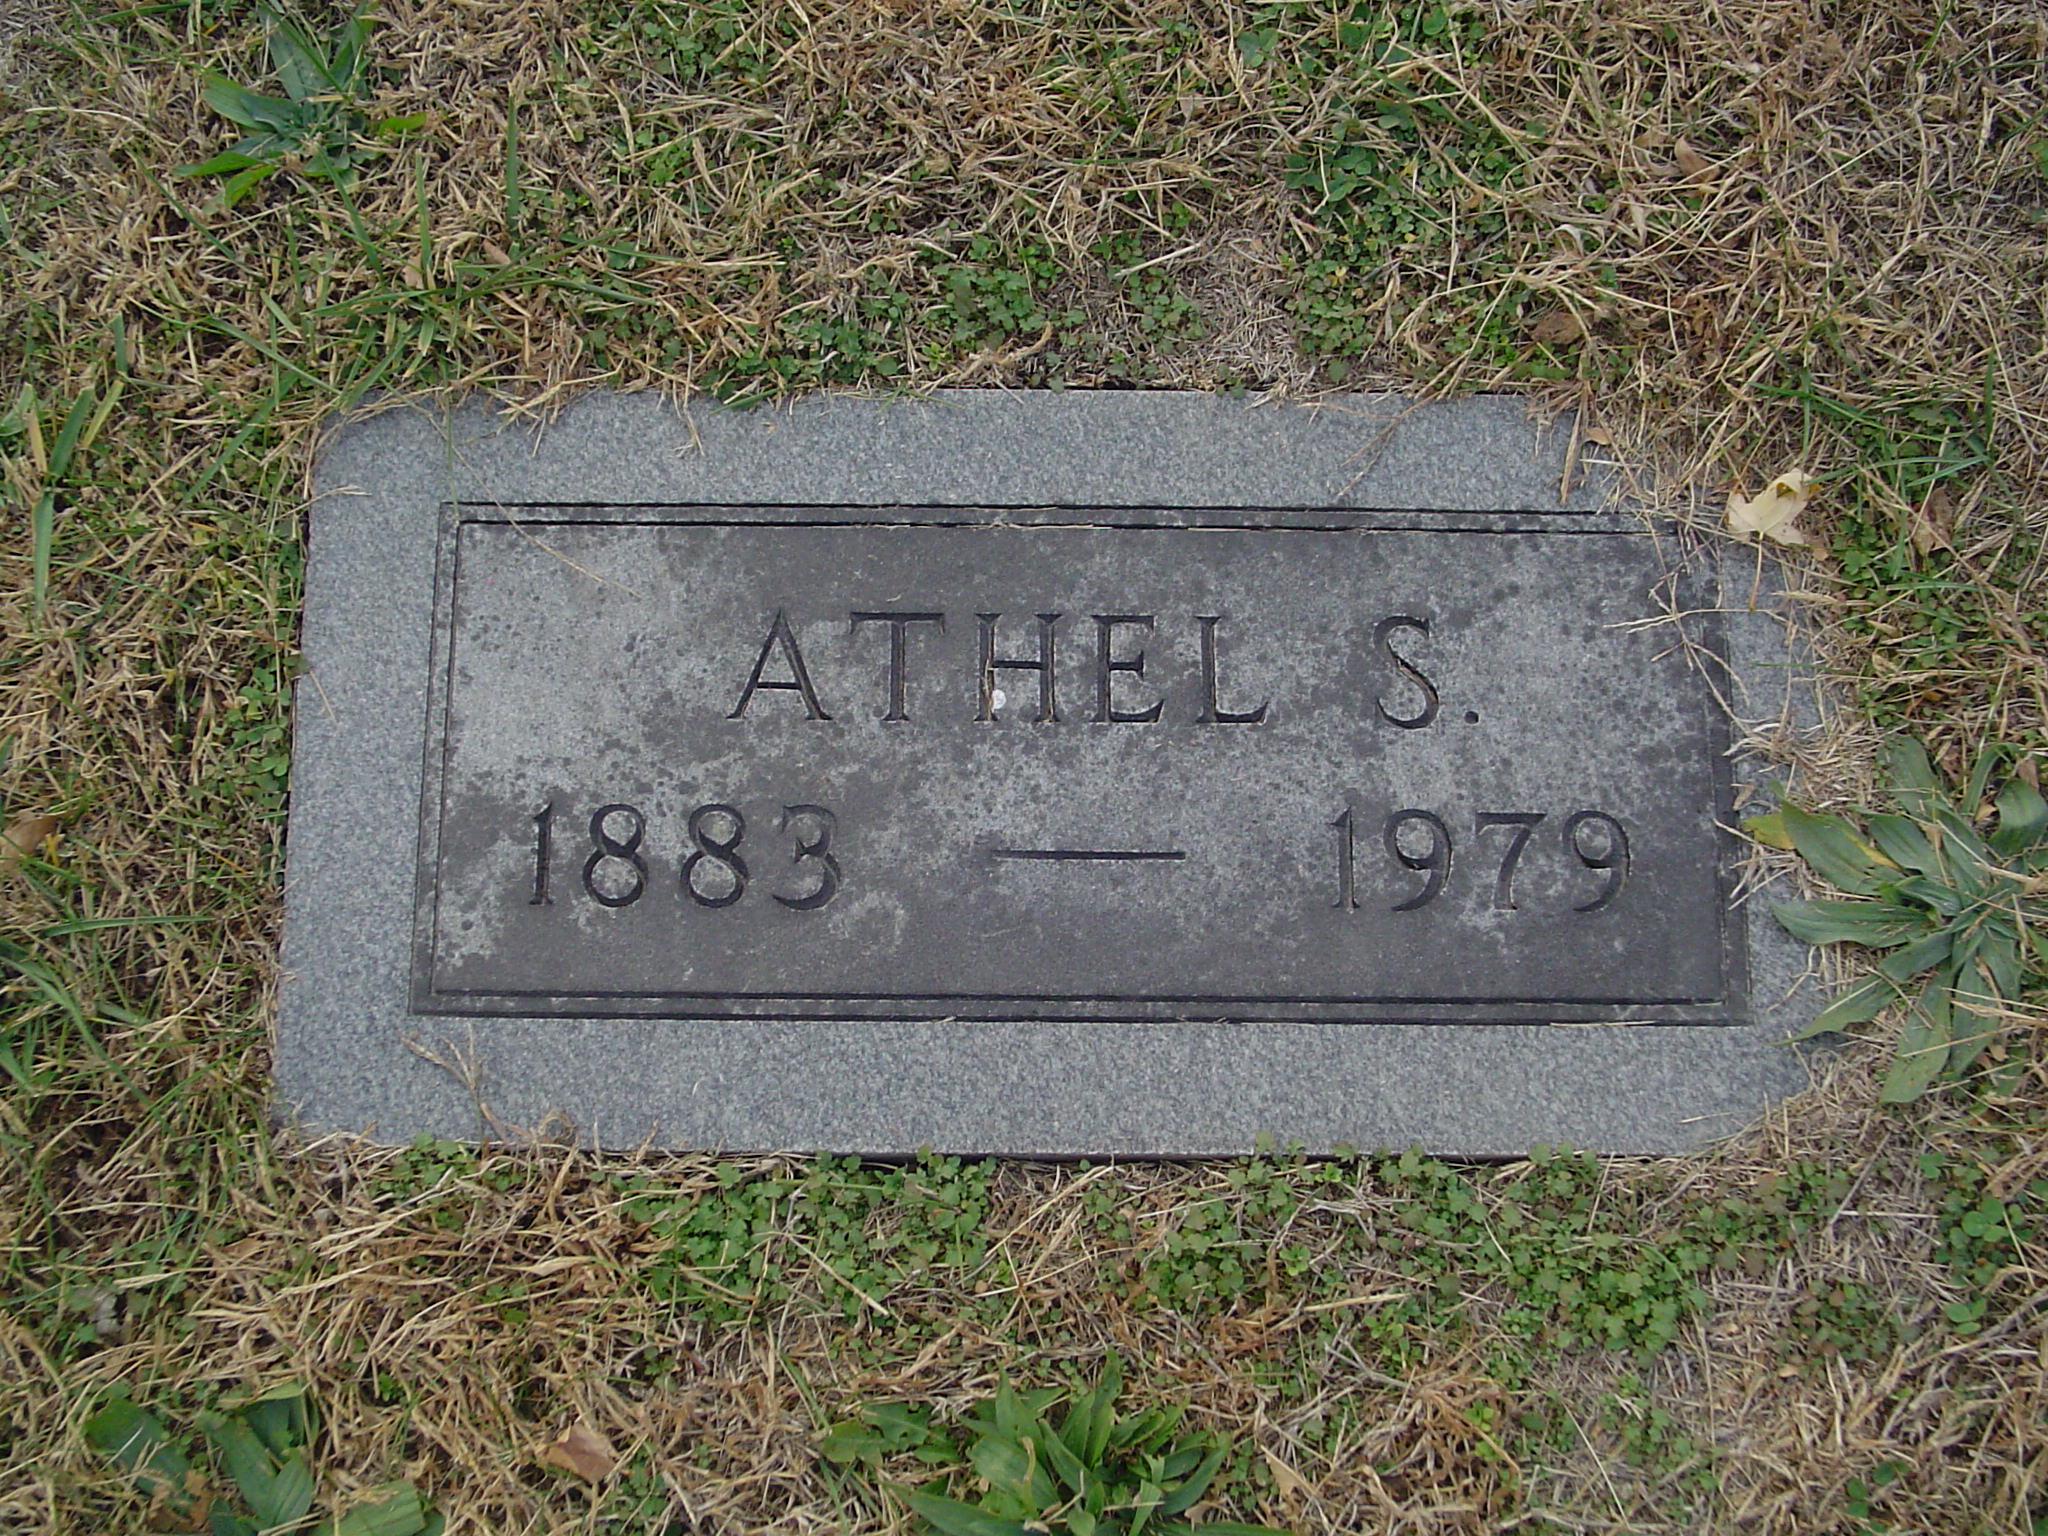 ATHEL S.
1883 — 1979